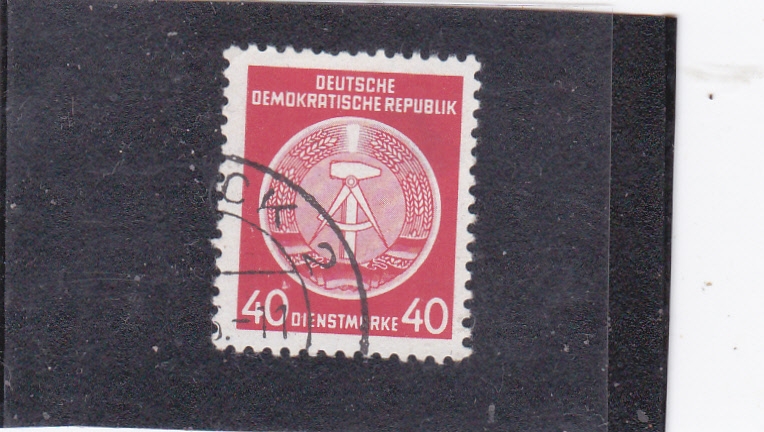 DEUTSCHE
DEMOKRATISCHE REPUBLIK
40 DIENSTMARKE 40